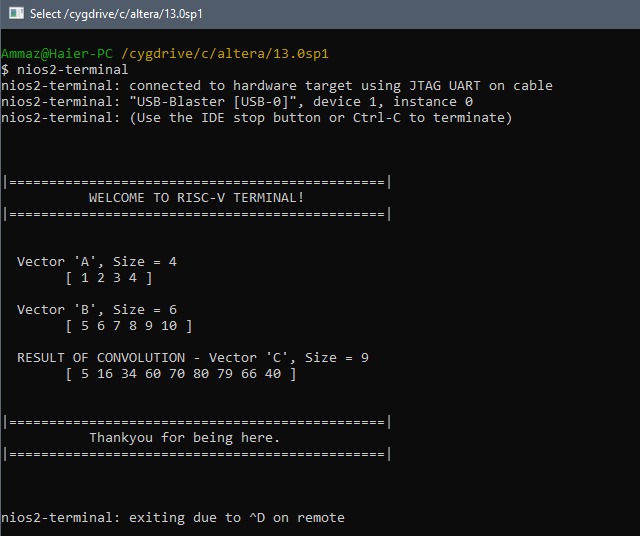 Select /cygdrive/c/altera/13.0sp1
Ammaz@Haier-PC /cygdrive/c/altera/13.0sp1
$ nios2-terminal
nios2-terminal: connected to hardware target using JTAG UART on cable
nios2-terminal: "USB-Blaster [USB-0]", device 1, instance 0
nios2-terminal: (Use the IDE stop button or Ctrl-C to terminate)
|===============================================|
WELCOME TO RISC-V TERMINAL!
|===============================================|
Vector 'A', Size = 4
[ 1 2 3 4 ]
Vector 'B', Size = 6
[ 5 6 7 8 9 10 ]
RESULT OF CONVOLUTION - Vector 'C', Size = 9
[ 5 16 34 60 70 80 79 66 40 ]
|===============================================|
Thankyou for being here.
|===============================================|
nios2-terminal: exiting due to ^D on remote